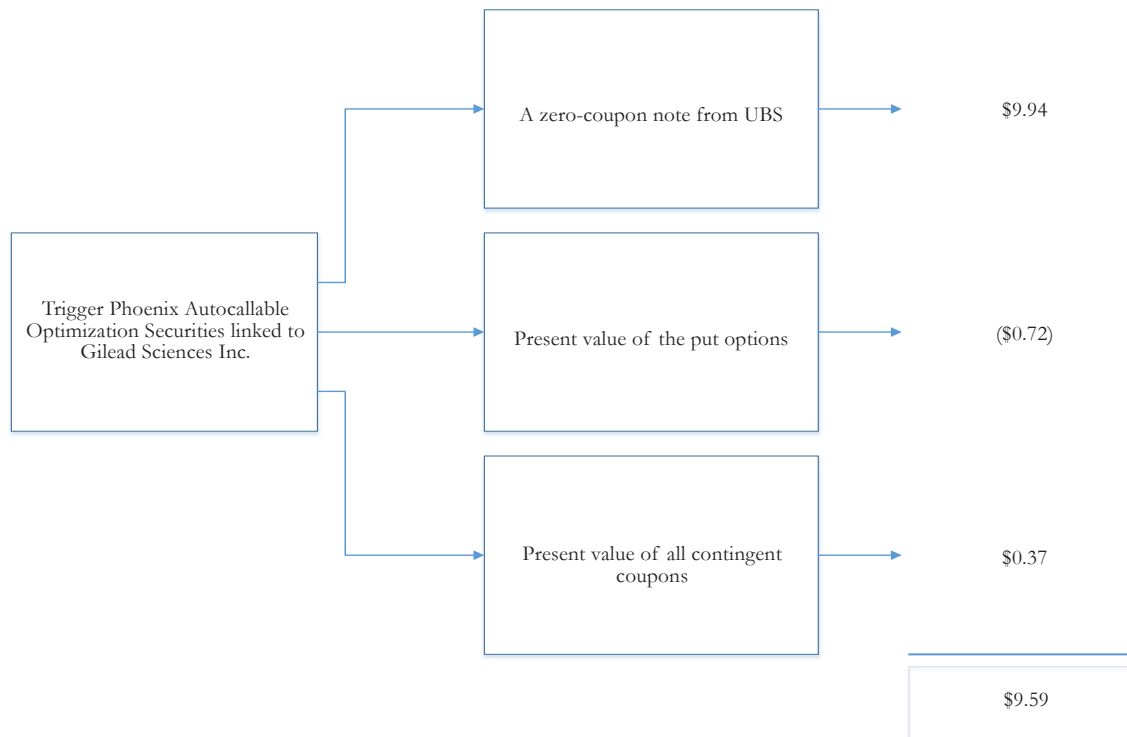 A zero-coupon note from UBS
$9.94
Trigger Phoenix Autocallable
Optimization Securities linked to
Gilead Sciences Inc.
Present value of the put options
($0.72)
Present value of all contingent
coupons
$0.37
$9.59